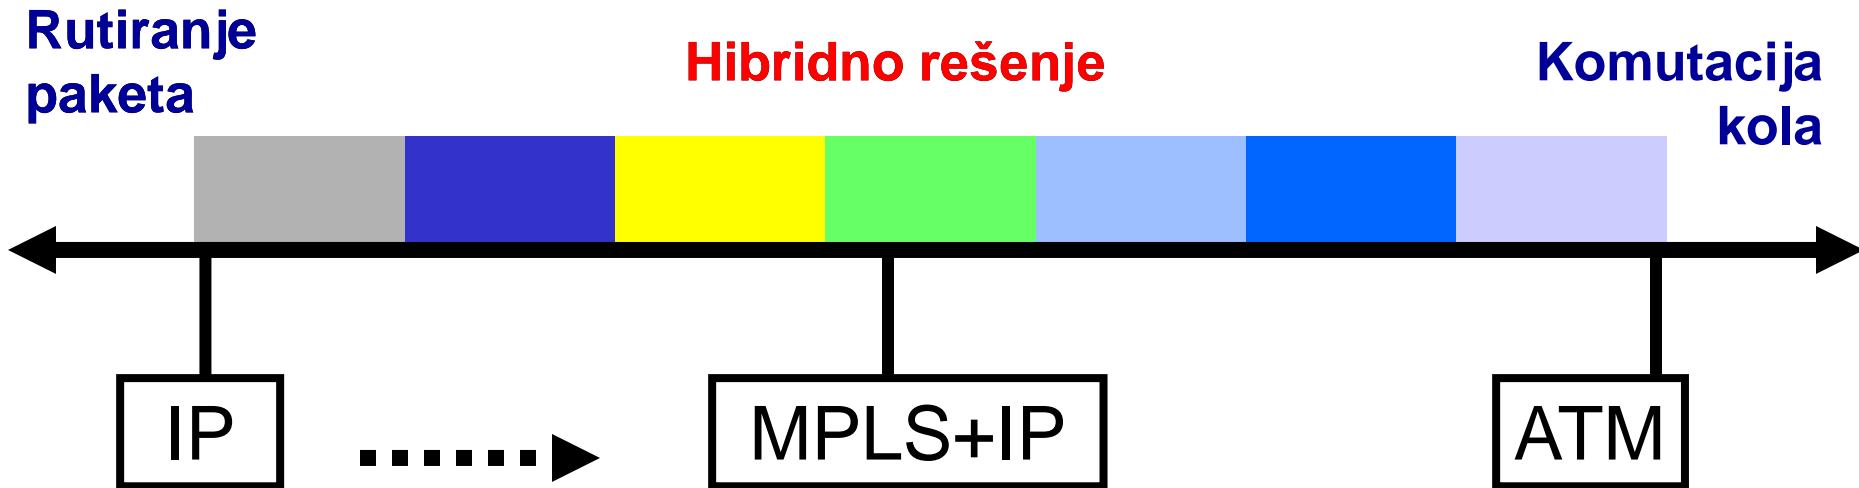 Rutiranje
paketa
Hibridno rešenje
Komutacija
kola
IP
MPLS+IP
ATM